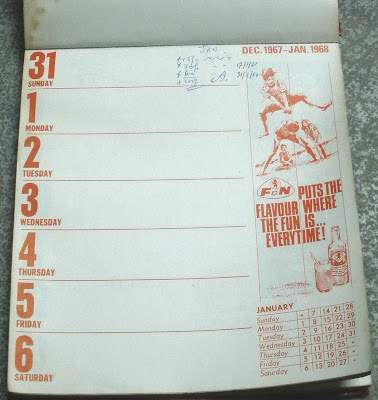 DEC. 1967-JAN. 1968
JAN
31
SUNDAY
1
MONDAY
2
TUESDAY
3
WEDNESDAY
4
THURSDAY
5
FRIDAY
6
SATURDAY
F&N
PUTS THE
FLAVOUR WHERE
THE FUN IS...
EVERYTIME!
JANUARY
Sunday * 7 14 21 28
Monday 1 8 15 22 29
Tuesday 2 9 16 23 30
Wednesday 3 10 17 24 31
Thursday 4 11 18 25 *
Friday 5 12 19 26 *
Saturday 6 13 20 27 *